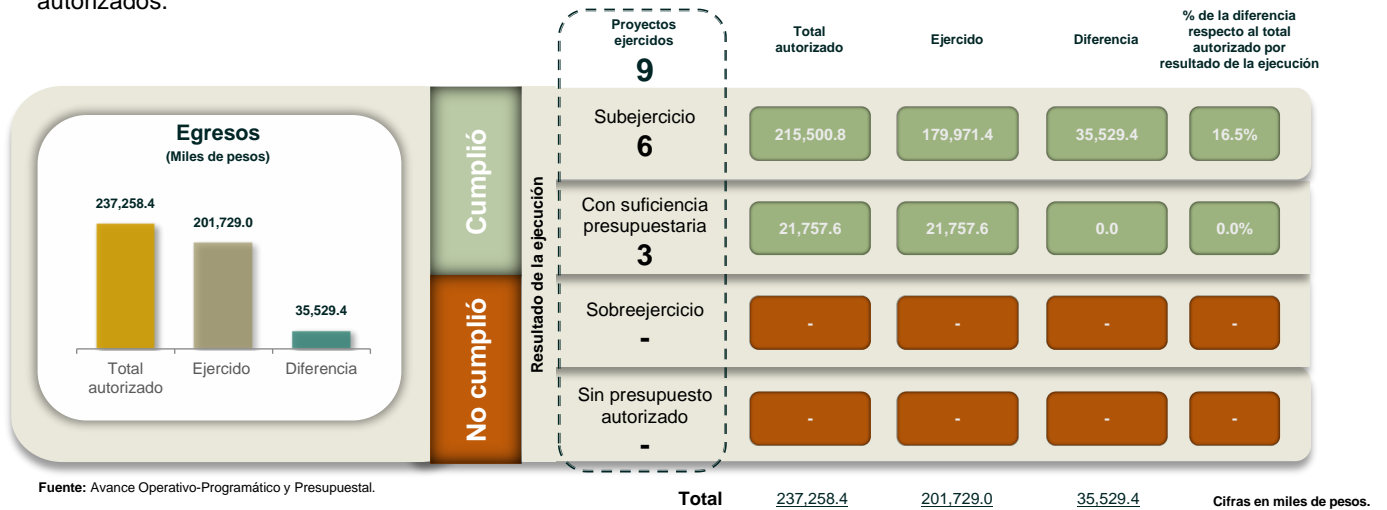 autorizados.
Proyectos
ejercidos
9
Total
autorizado
Ejercido
Diferencia
% de la diferencia
respecto al total
autorizado por
resultado de la ejecución
Egresos
(Miles de pesos)
237,258.4
201,729.0
35,529.4
Total
autorizado
Ejercido
Diferencia
Cumplió
No cumplió
Resultado de la ejecución
Subejercicio
6
215,500.8
179,971.4
35,529.4
16.5%
Con suficiencia
presupuestaria
3
21,757.6
21,757.6
0.0
0.0%
Sobreejercicio
-
-
-
-
-
Sin presupuesto
autorizado
-
-
-
-
-
Fuente: Avance Operativo-Programático y Presupuestal.
Total 237,258.4 201,729.0 35,529.4 Cifras en miles de pesos.